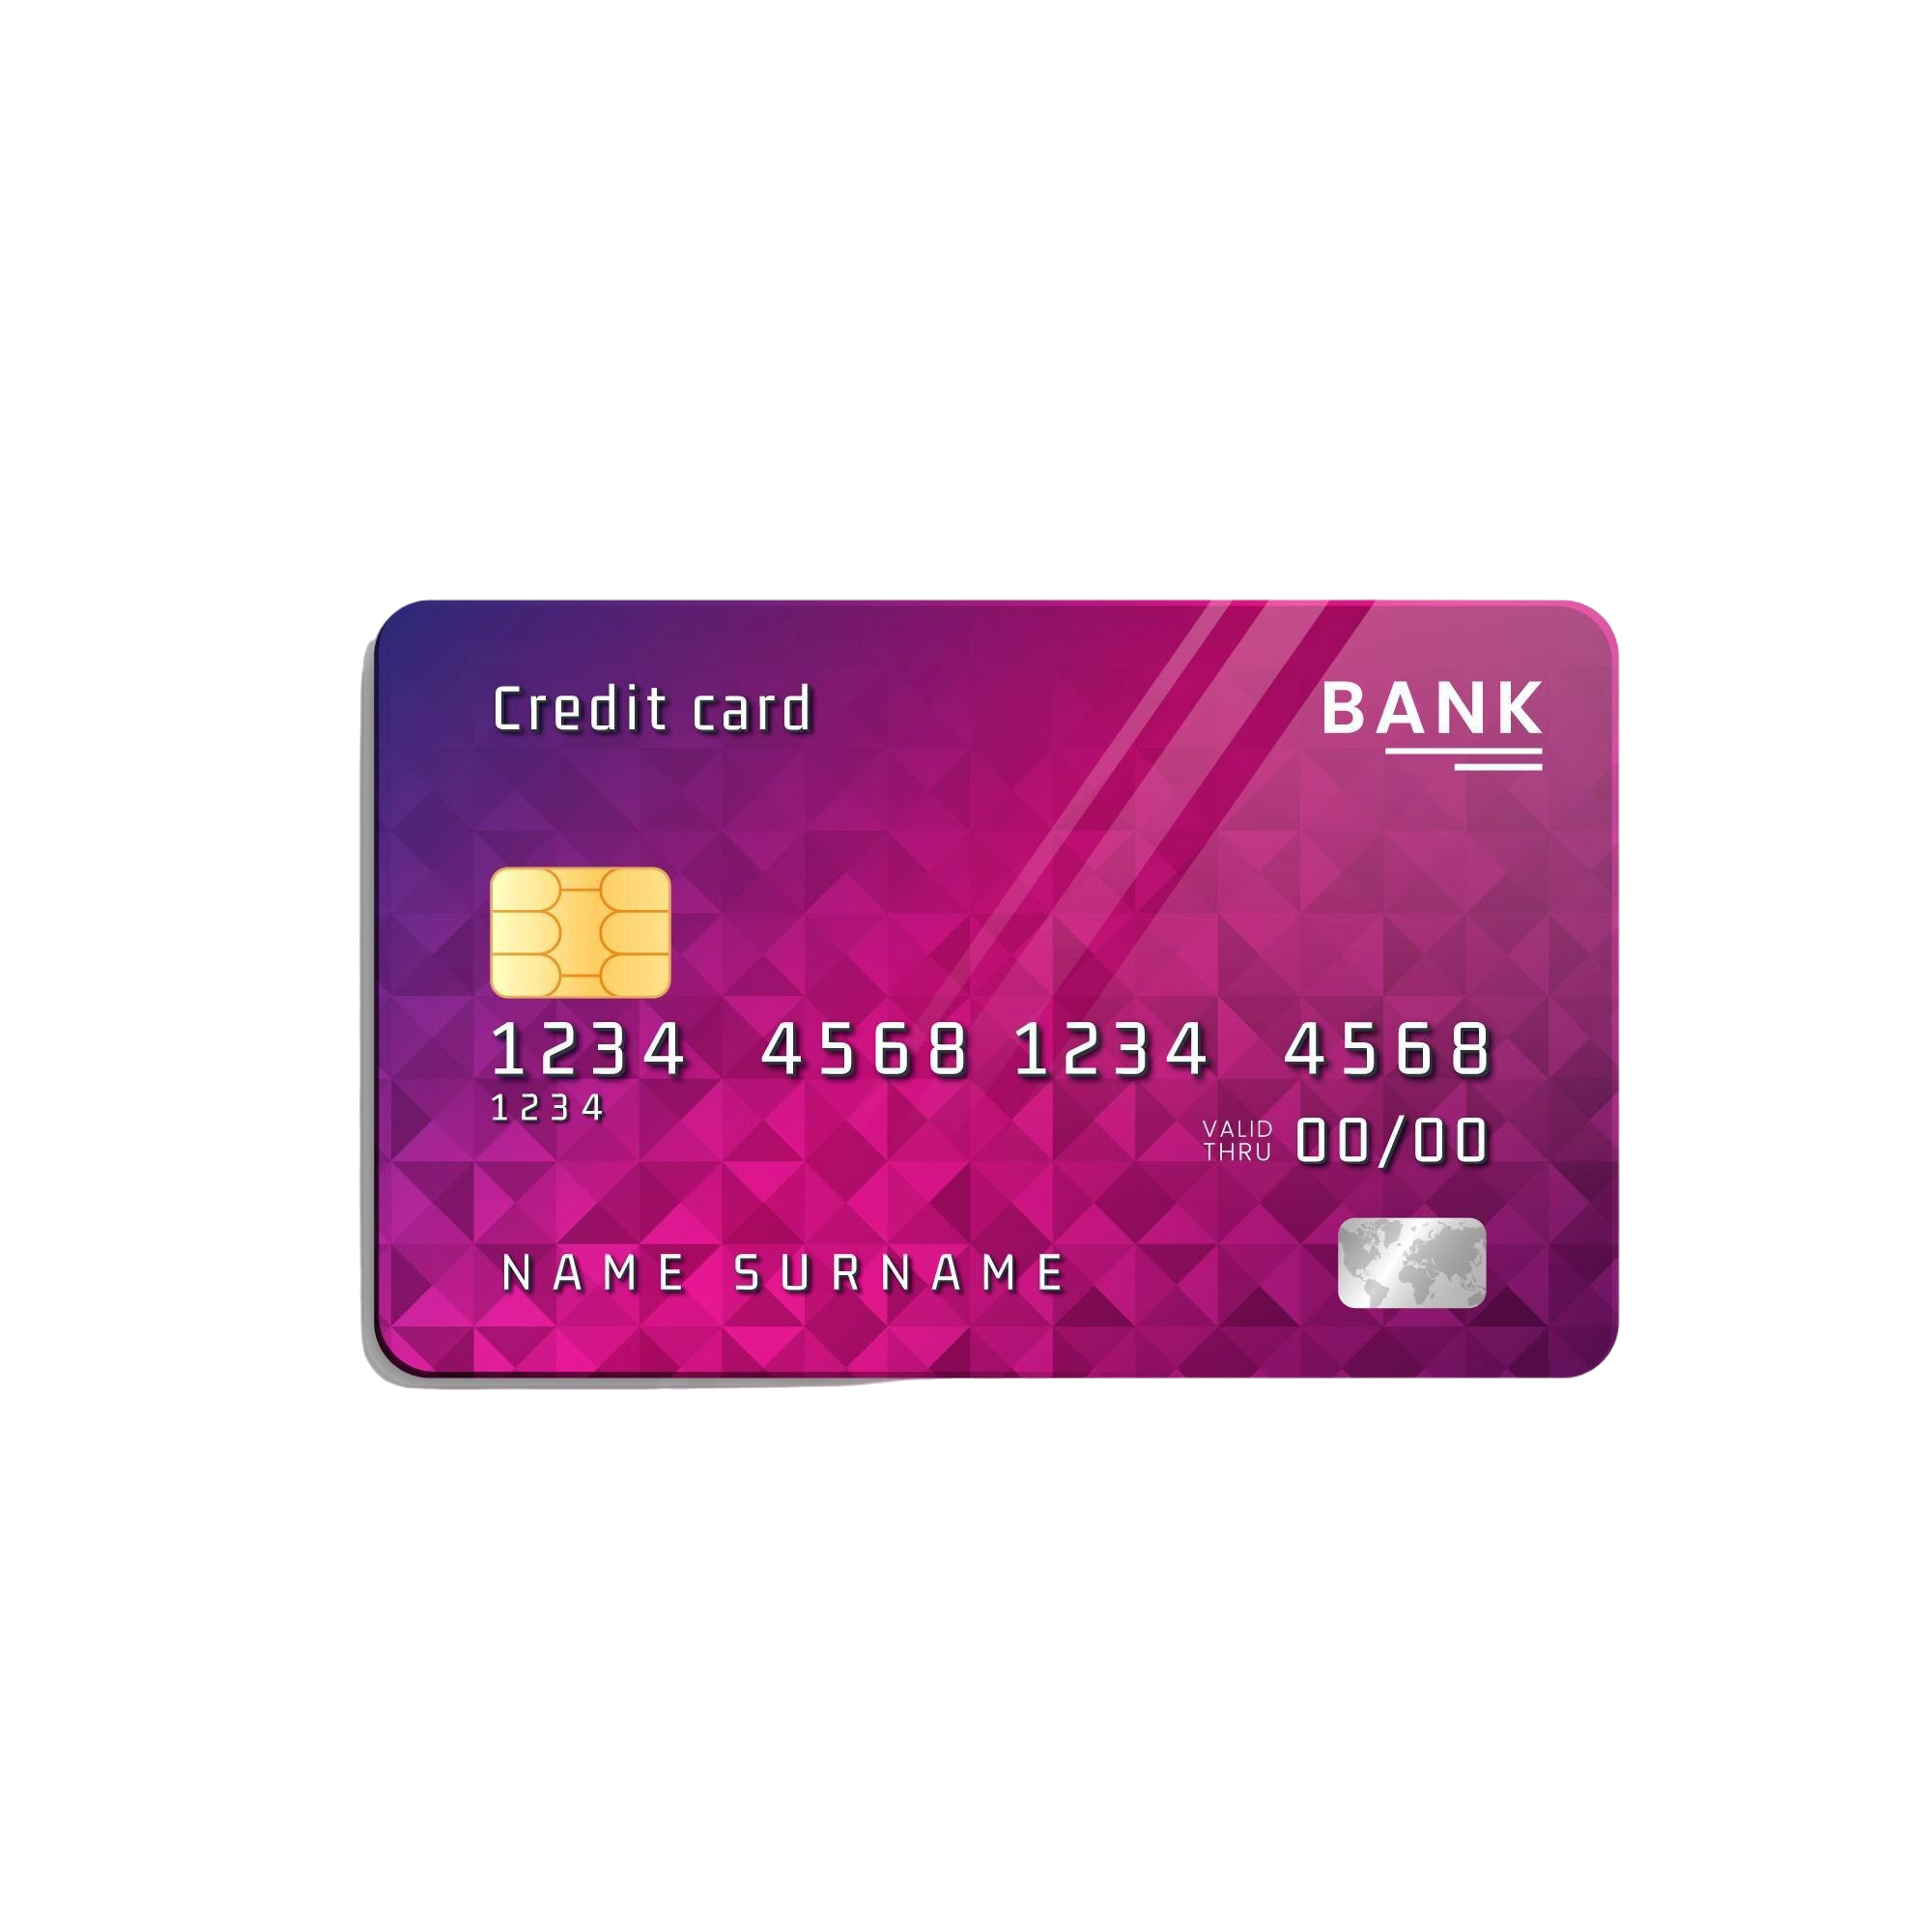 Credit card
BANK
1234 4568 1234 4568
1234
VALID
THRU
00/00
NAME SURNAME